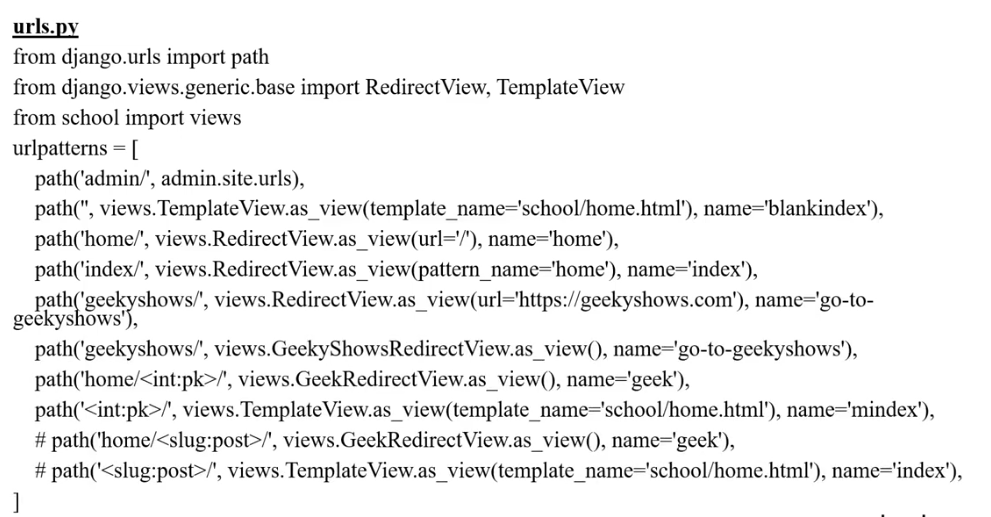 urls.py
from django.urls import path
from django.views.generic.base import RedirectView, TemplateView
from school import views
urlpatterns = [
path('admin/', admin.site.urls),
path('', views.TemplateView.as_view(template_name='school/home.html'), name='blankindex'),
path('home/', views.RedirectView.as_view(url='/'), name='home'),
path('index/', views.RedirectView.as_view(pattern_name='home'), name='index'),
path('geekyshows/', views.RedirectView.as_view(url='https://geekyshows.com'), name='go-to-
geekyshows'),
path('geekyshows/', views.GeekyShowsRedirectView.as_view(), name='go-to-geekyshows'),
path('home/<int:pk>/', views.GeekRedirectView.as_view(), name='geek'),
path('<int:pk>/', views.TemplateView.as_view(template_name='school/home.html'), name='mindex'),
# path('home/<slug:post>/', views.GeekRedirectView.as_view(), name='geek'),
# path('<slug:post>/', views.TemplateView.as_view(template_name='school/home.html'), name='index'),
]